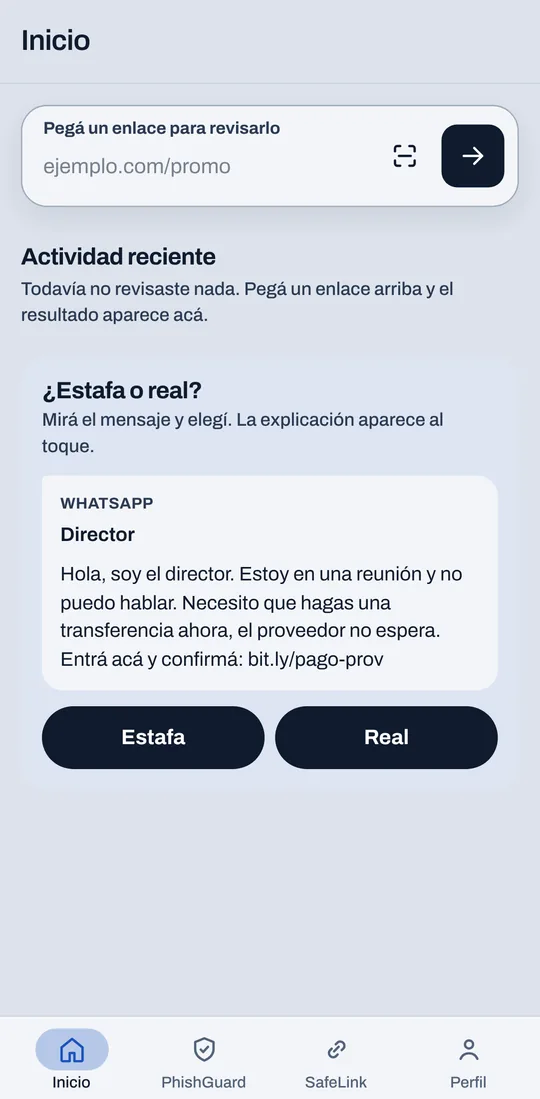 Inicio
Pegá un enlace para revisarlo
ejemplo.com/promo
Actividad reciente
Todavía no revisaste nada. Pegá un enlace arriba y el
resultado aparece acá.
¿Estafa o real?
Mirá el mensaje y elegí. La explicación aparece al
toque.
WHATSAPP
Director
Hola, soy el director. Estoy en una reunión y no
puedo hablar. Necesito que hagas una
transferencia ahora, el proveedor no espera.
Entrá acá y confirmá: bit.ly/pago-prov
Estafa
Real
Inicio
PhishGuard
SafeLink
Perfil